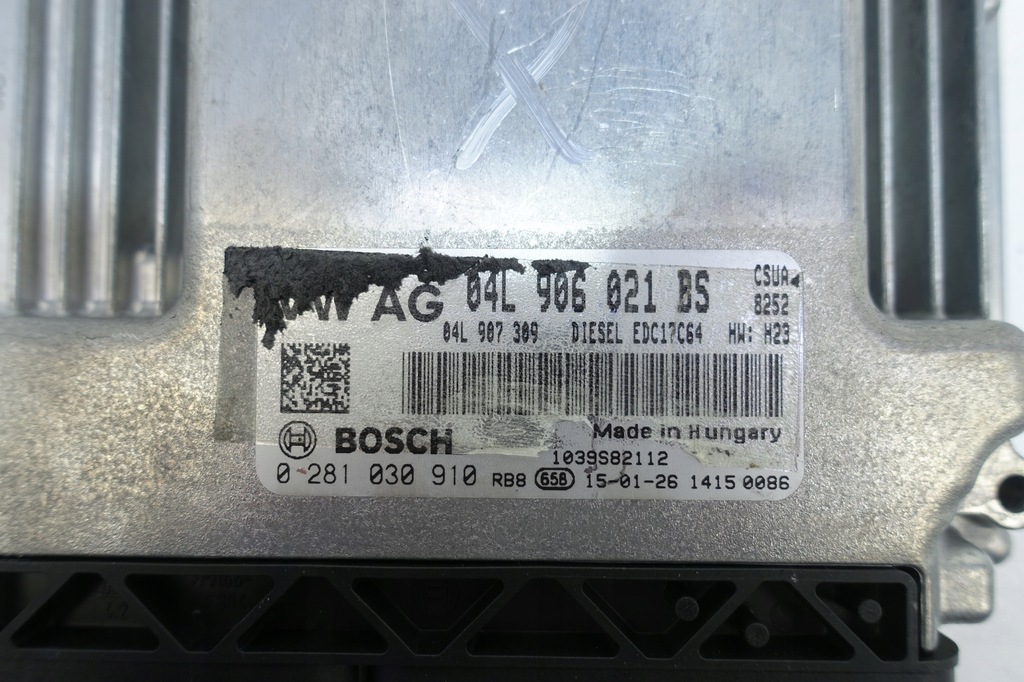 VW AG 04L 906 021 BS CSUA
8252
04L 907 309 DIESEL EDC17C64 HW: H23
BOSCH Made in Hungary
1039S82112
0 281 030 910 RB8 658 15-01-26 1415 0086